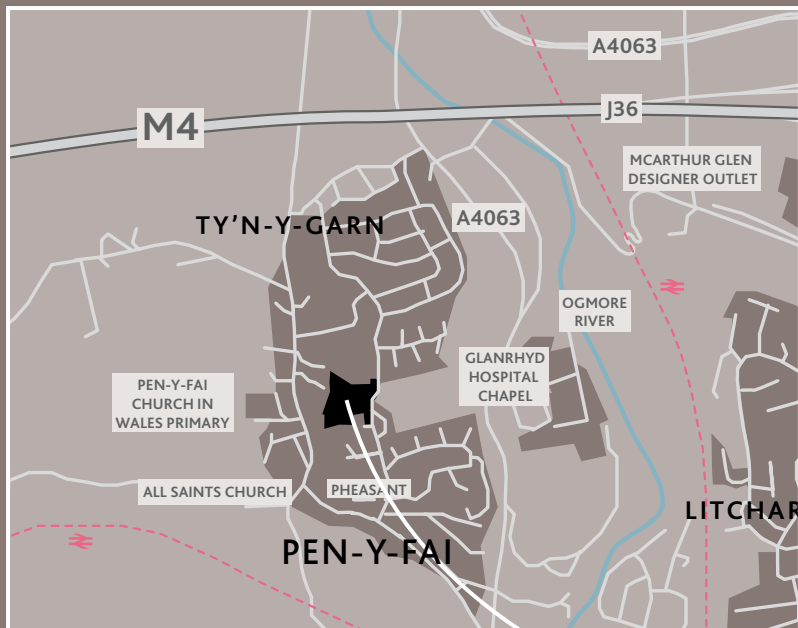 A4063
J36
M4
MCARTHUR GLEN
DESIGNER OUTLET
TY'N-Y-GARN
A4063
OGMORE
RIVER
GLANRHYD
HOSPITAL
CHAPEL
PEN-Y-FAI
CHURCH IN
WALES PRIMARY
ALL SAINTS CHURCH
PHEASANT
LITCHAR
PEN-Y-FAI